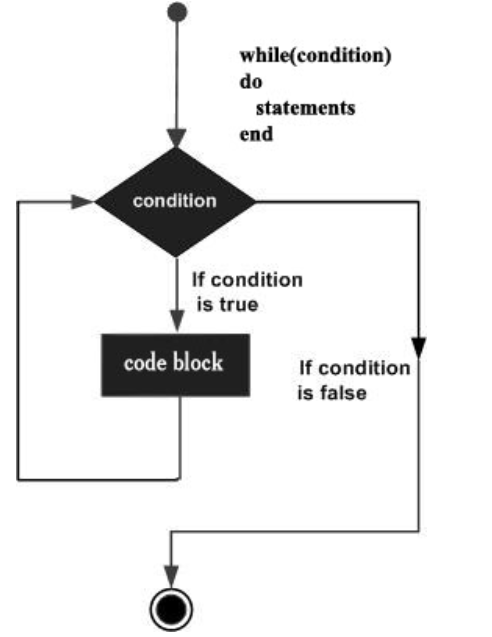 while(condition)
do
statements
end
condition
If condition
is true
code block
If condition
is false